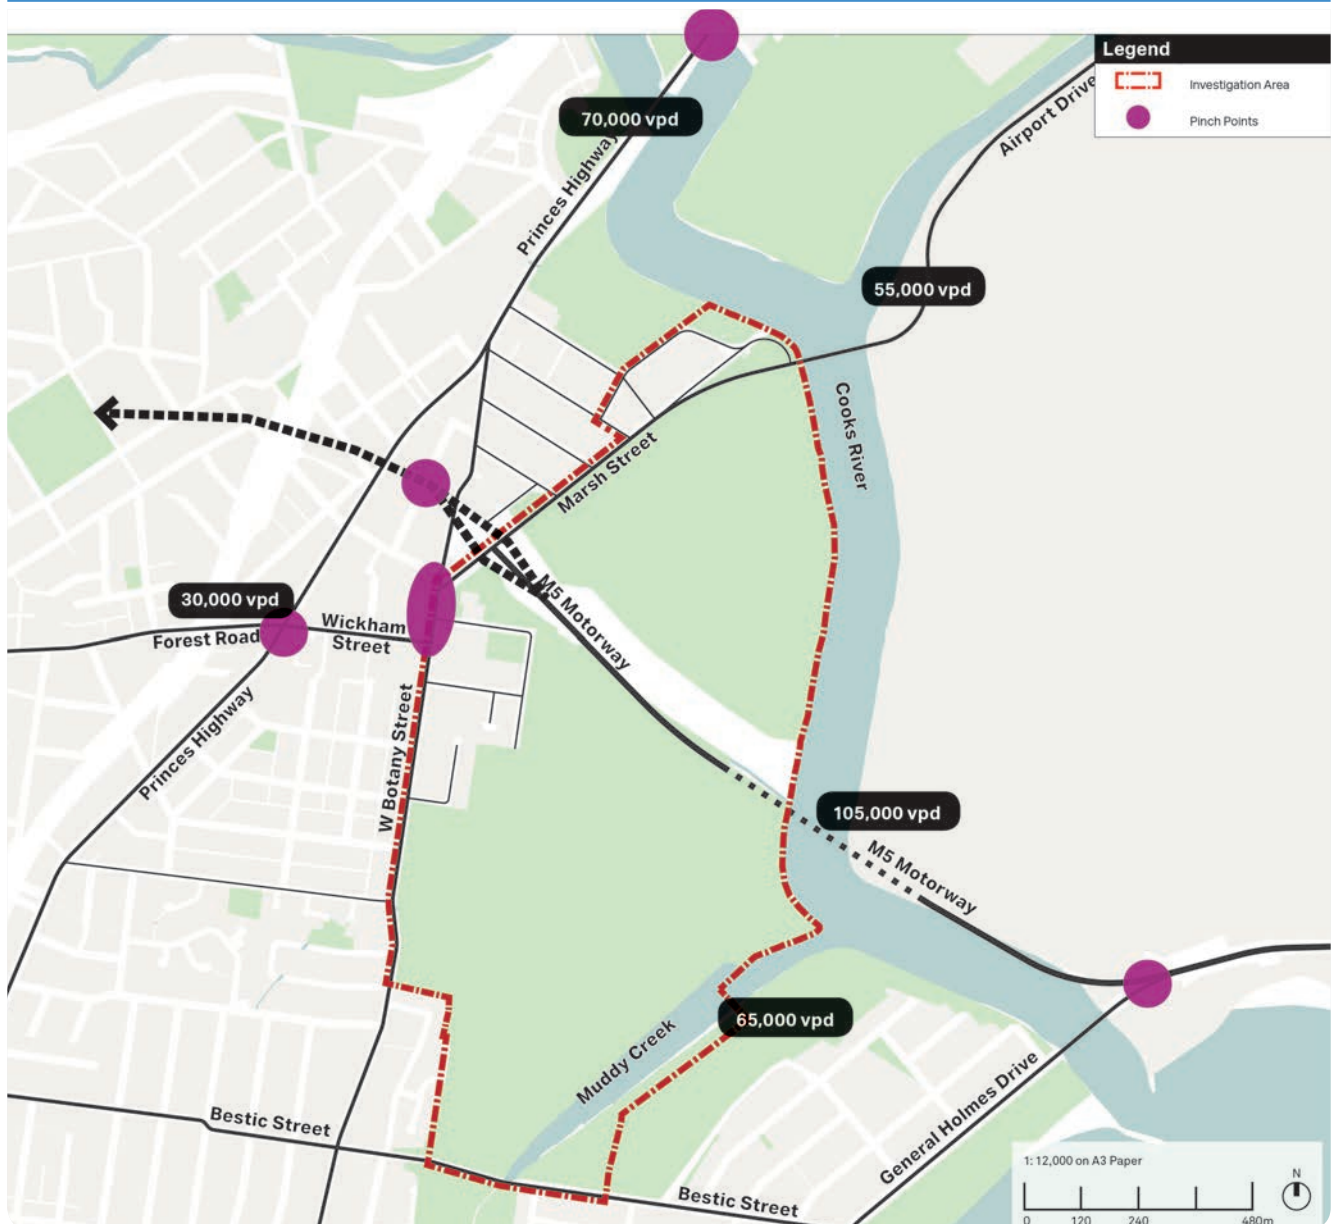 Legend
Investigation Area
Pinch Points
70,000 vpd
Airport Drive
Princes Highway
55,000 vpd
Cooks River
Marsh Street
M5 Motorway
30,000 vpd
Forest Road
Wickham
Street
W Botany Street
Princes Highway
105,000 vpd
M5 Motorway
65,000 vpd
Muddy Creek
General Holmes Drive
Bestic Street
Bestic Street
1: 12,000 on A3 Paper
N
0 120 240 480m